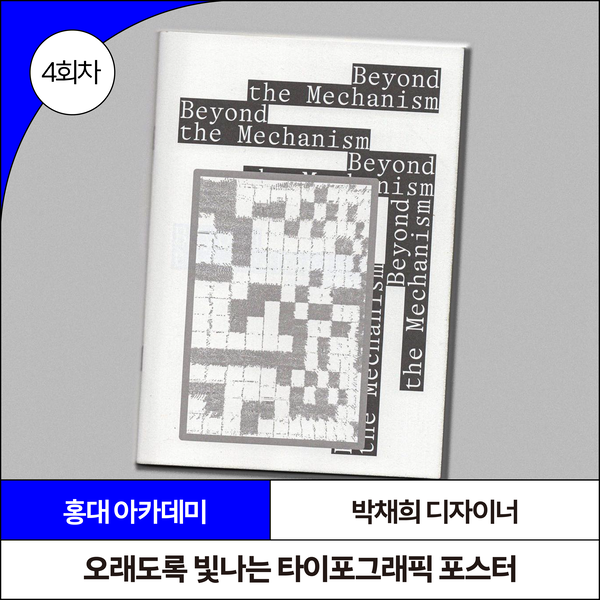 4회차
Beyond
the Mechanism
Beyond
the Mechanism
Beyond
the Mechanism
Beyond
the Mechanism
the Mechanism
홍대 아카데미
박채희 디자이너
오래도록 빛나는 타이포그래픽 포스터